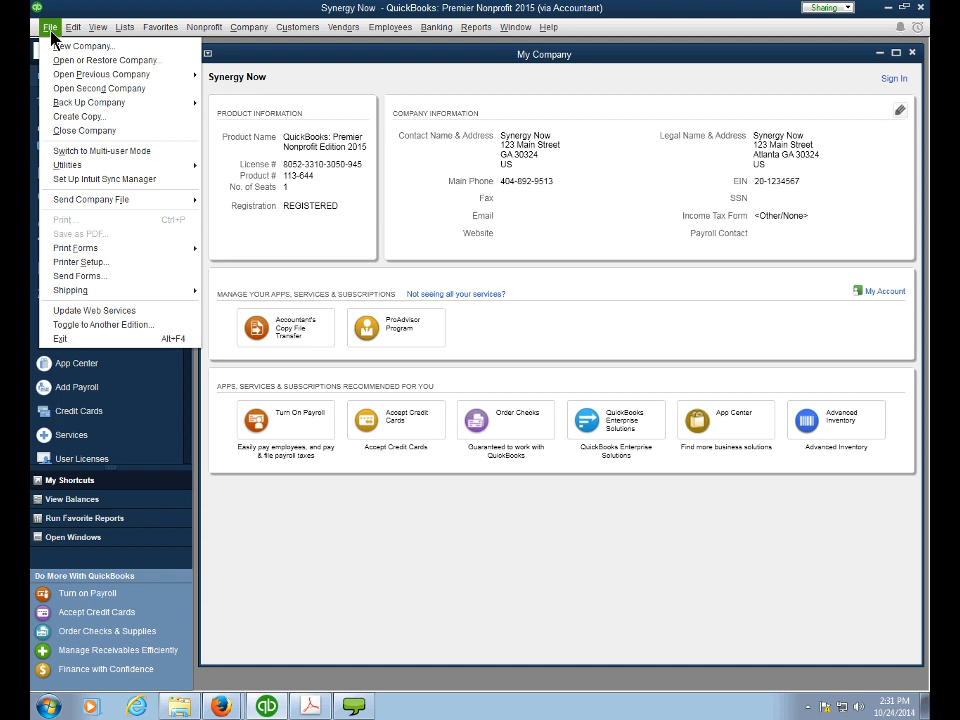 Synergy Now - QuickBooks: Premier Nonprofit 2015 (via Accountant)
Sharing
File Edit View Lists Favorites Nonprofit Company Customers Vendors Employees Banking Reports Window Help
New Company...
Open or Restore Company...
Open Previous Company
Open Second Company
Back Up Company
Create Copy...
Close Company
Switch to Multi-user Mode
Utilities
Set Up Intuit Sync Manager
Send Company File
Print... Ctrl+P
Save as PDF...
Print Forms
Printer Setup...
Send Forms...
Shipping
Update Web Services
Toggle to Another Edition...
Exit Alt+F4
App Center
Add Payroll
Credit Cards
Services
User Licenses
My Shortcuts
View Balances
Run Favorite Reports
Open Windows
Do More With QuickBooks
Turn on Payroll
Accept Credit Cards
Order Checks & Supplies
Manage Receivables Efficiently
Finance with Confidence
My Company
Synergy Now
Sign In
PRODUCT INFORMATION
Product Name QuickBooks: Premier
Nonprofit Edition 2015
License # 8052-3310-3050-945
Product # 113-644
No. of Seats 1
Registration REGISTERED
COMPANY INFORMATION
Contact Name & Address Synergy Now
123 Main Street
GA 30324
US
Main Phone 404-892-9513
Fax
Email
Website
Legal Name & Address Synergy Now
123 Main Street
Atlanta GA 30324
US
EIN 20-1234567
SSN
Income Tax Form <Other/None>
Payroll Contact
MANAGE YOUR APPS, SERVICES & SUBSCRIPTIONS Not seeing all your services?
My Account
Accountant's
Copy File
Transfer
ProAdvisor
Program
APPS, SERVICES & SUBSCRIPTIONS RECOMMENDED FOR YOU
Turn On Payroll
Easily pay employees, and pay
& file payroll taxes
Accept Credit
Cards
Accept Credit Cards
Order Checks
Guaranteed to work with
QuickBooks
QuickBooks
Enterprise
Solutions
QuickBooks Enterprise
Solutions
App Center
Find more business solutions
Advanced
Inventory
Advanced Inventory
qb
2:31 PM
10/24/2014